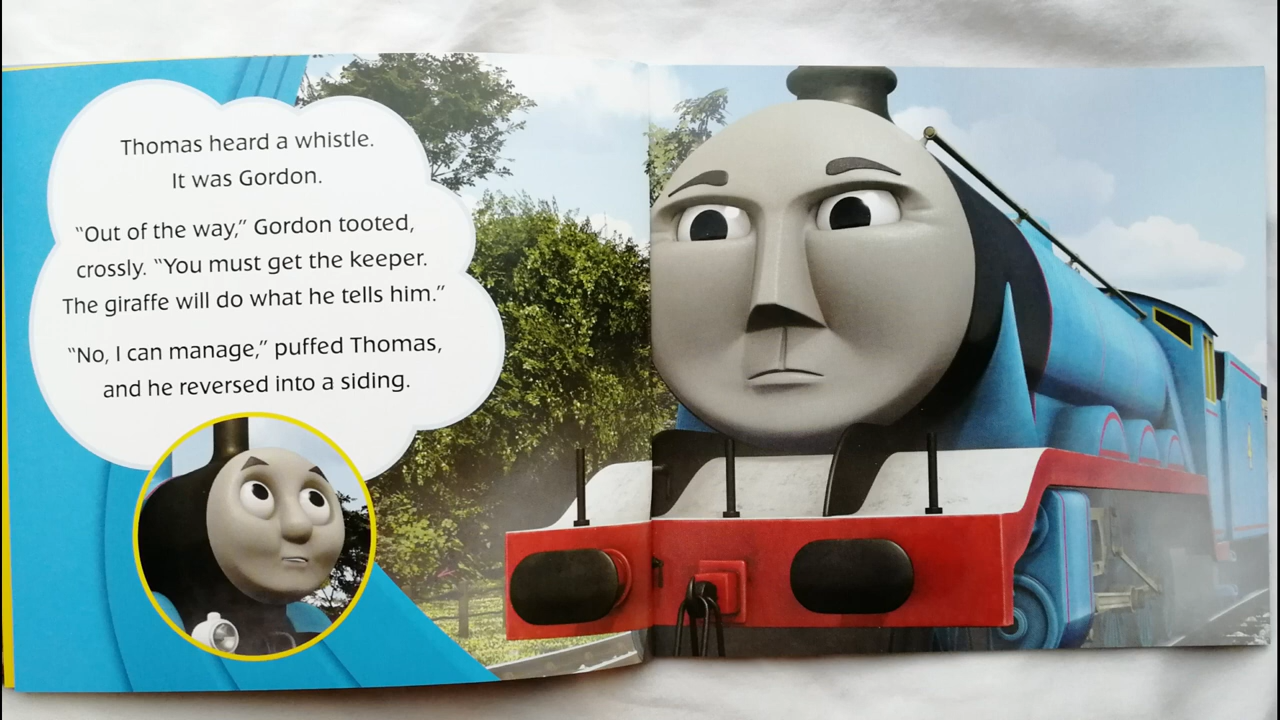 Thomas heard a whistle.
It was Gordon.
“Out of the way,” Gordon tooted,
crossly. “You must get the keeper.
The giraffe will do what he tells him.”
“No, I can manage,” puffed Thomas,
and he reversed into a siding.